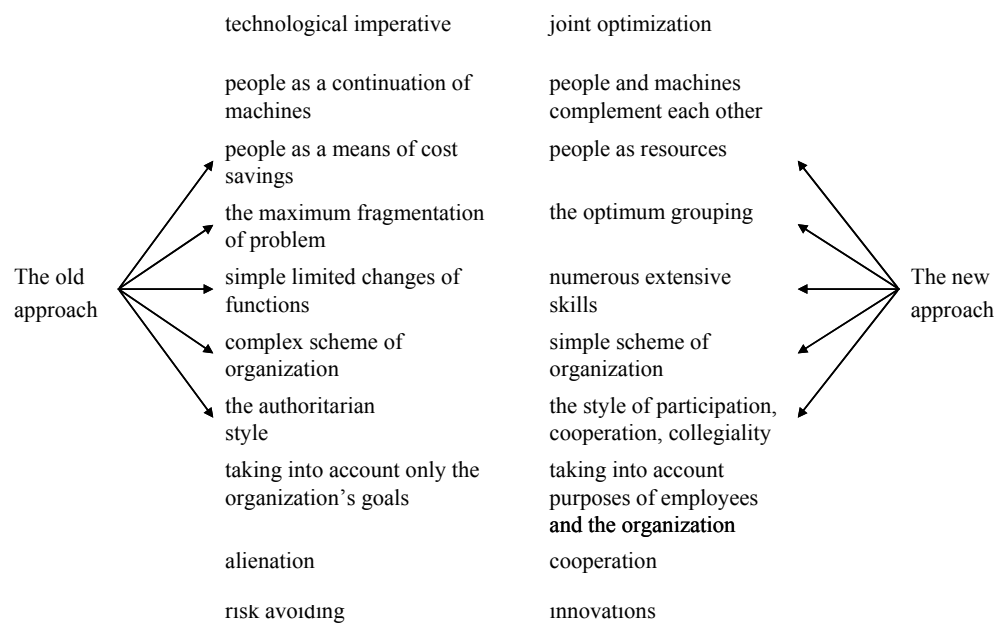 technological imperative
joint optimization
people as a continuation of
machines
people and machines
complement each other
people as a means of cost
savings
people as resources
the maximum fragmentation
of problem
the optimum grouping
The old
approach
simple limited changes of
functions
numerous extensive
skills
The new
approach
complex scheme of
organization
simple scheme of
organization
the authoritarian
style
the style of participation,
cooperation, collegiality
taking into account only the
organization’s goals
taking into account
purposes of employees
and the organization
alienation
cooperation
risk avoiding
innovations